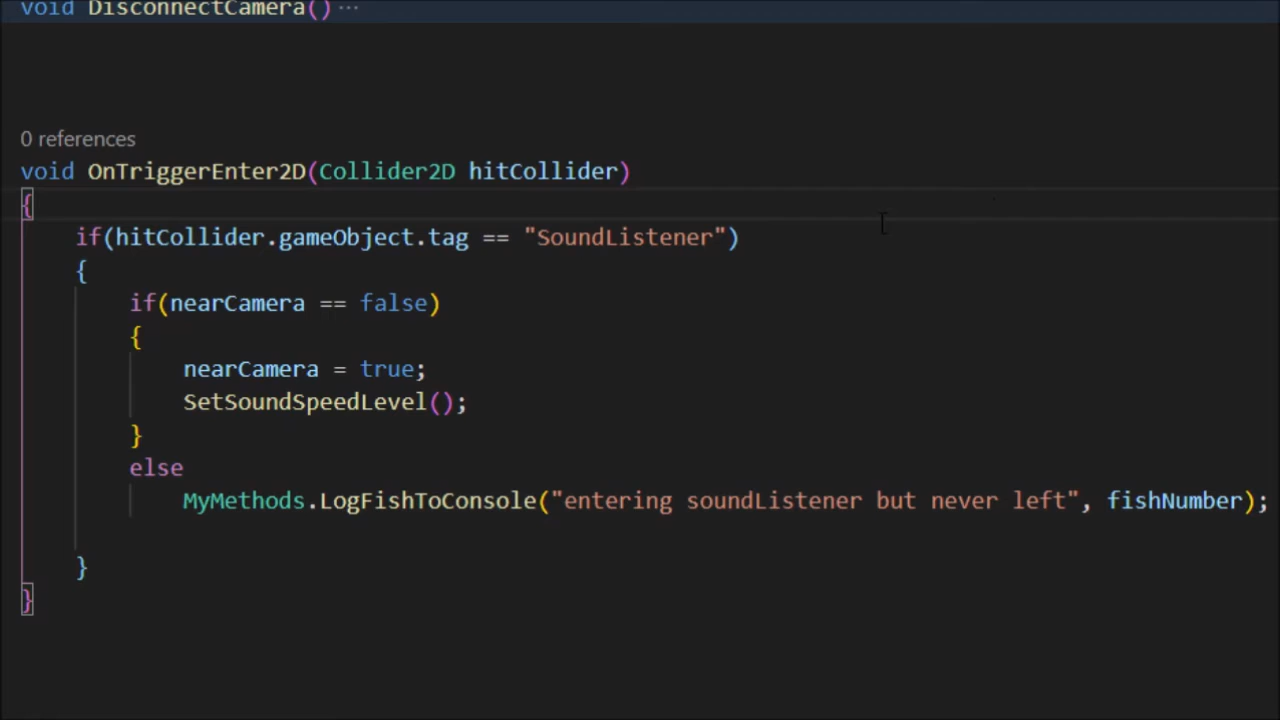 void DisconnectCamera() ...
0 references
void OnTriggerEnter2D(Collider2D hitCollider)
{
if(hitCollider.gameObject.tag == "SoundListener")
{
if(nearCamera == false)
{
nearCamera = true;
SetSoundSpeedLevel();
}
else
MyMethods.LogFishToConsole("entering soundListener but never left", fishNumber);
}
}